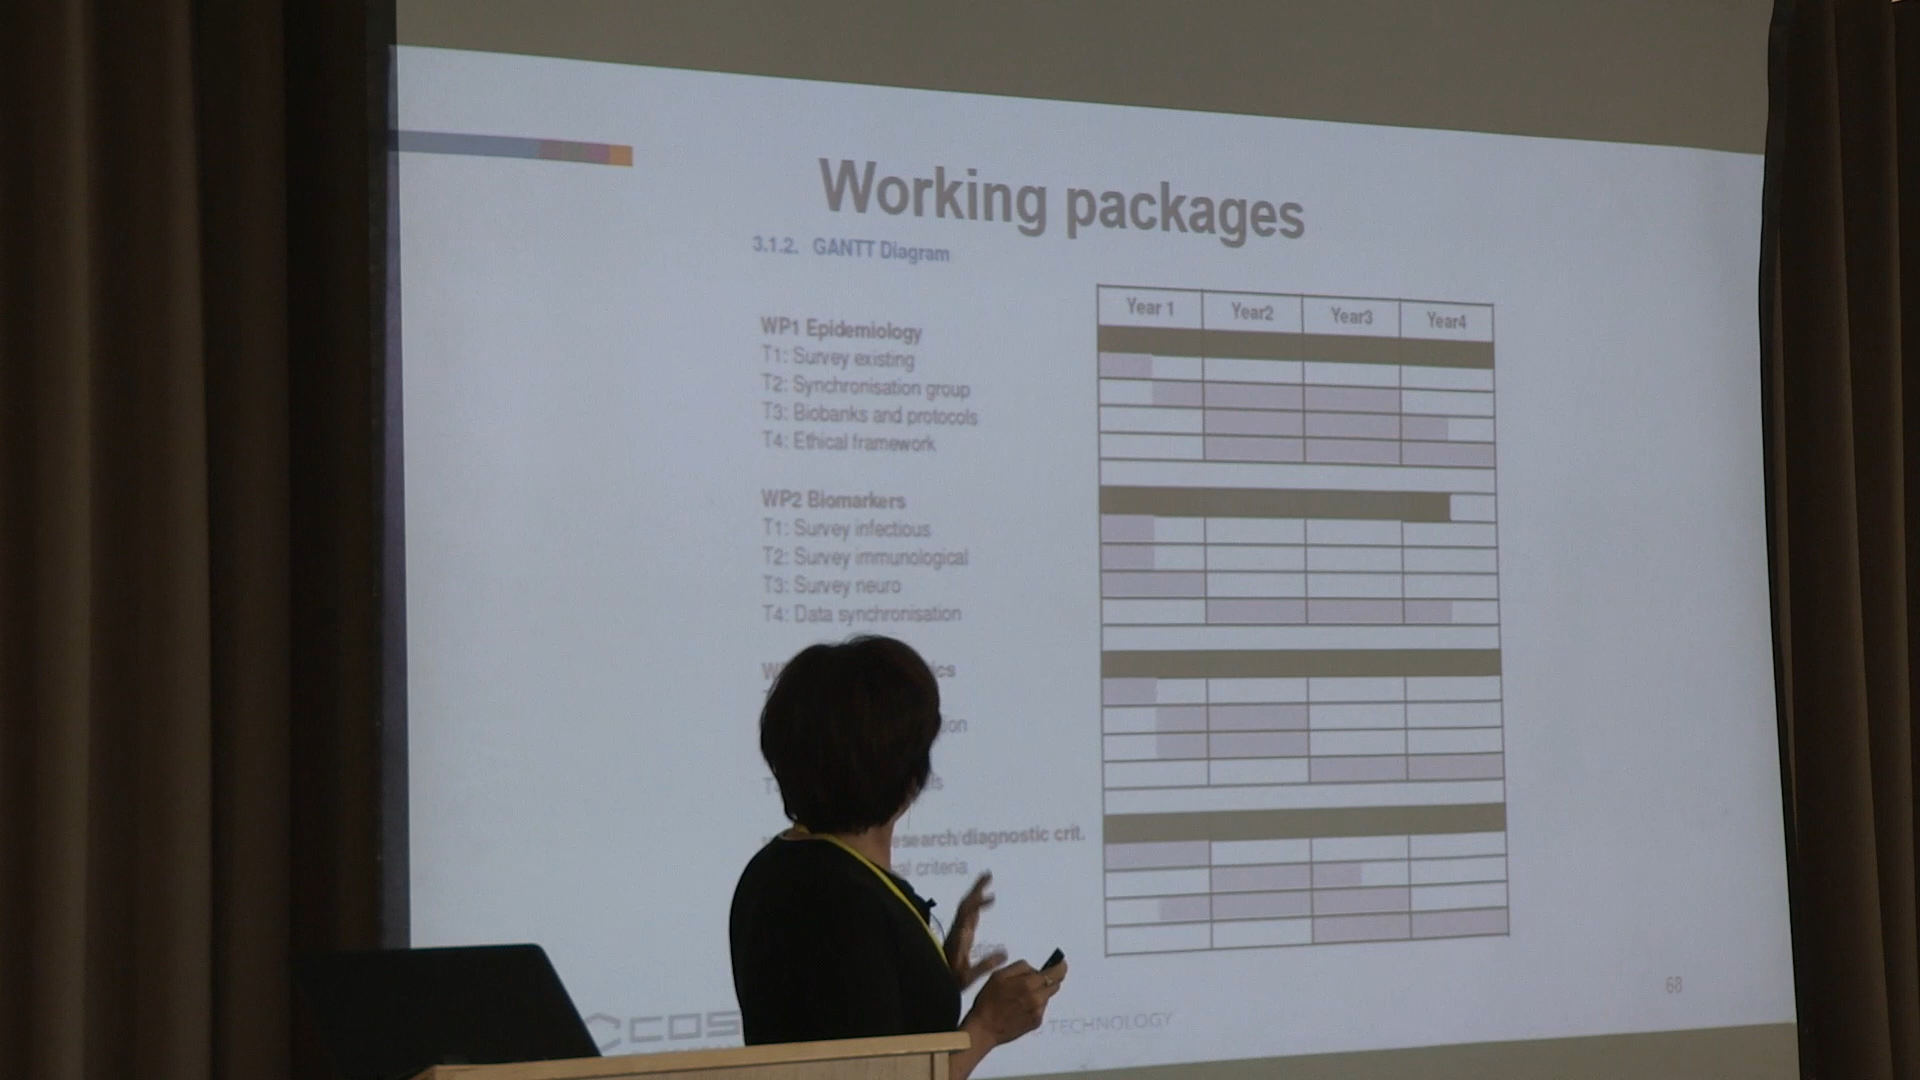 Working packages
3.1.2. GANTT Diagram
Year 1 Year2 Year3 Year4
WP1 Epidemiology
T1: Survey existing
T2: Synchronisation group
T3: Biobanks and protocols
T4: Ethical framework
WP2 Biomarkers
T1: Survey infectious
T2: Survey immunological
T3: Survey neuro
T4: Data synchronisation
esearch/diagnostic crit.
criteria
68
COS
TECHNOLOGY